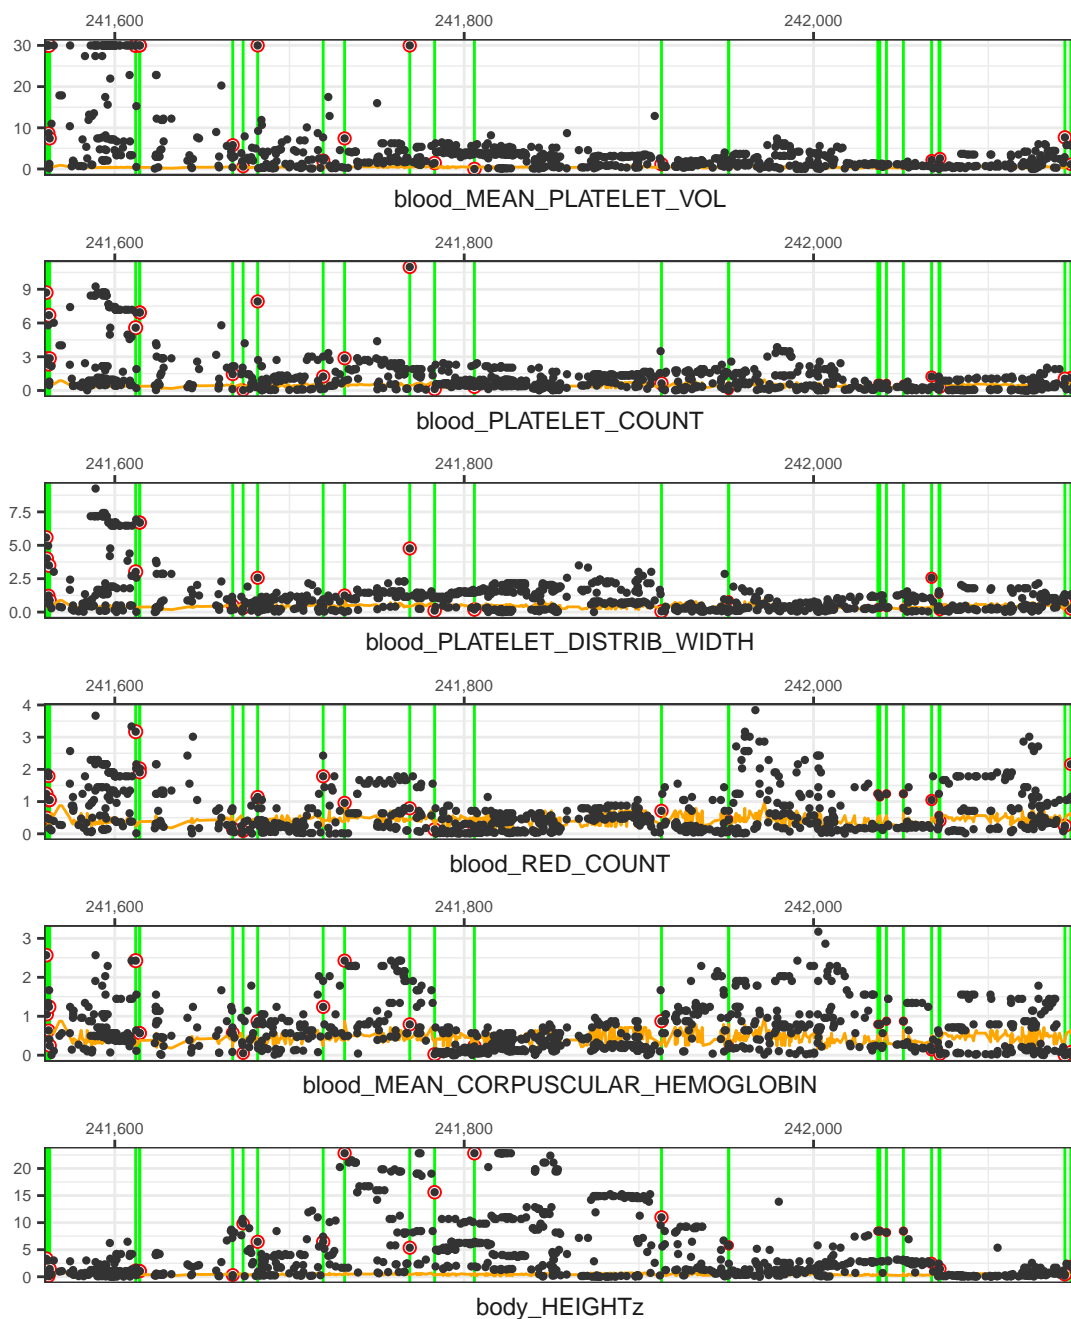 241,600 241,800 242,000
30
20
10
0
blood_MEAN_PLATELET_VOL
241,600 241,800 242,000
9
6
3
0
blood_PLATELET_COUNT
241,600 241,800 242,000
7.5
5.0
2.5
0.0
blood_PLATELET_DISTRIB_WIDTH
241,600 241,800 242,000
4
3
2
1
0
blood_RED_COUNT
241,600 241,800 242,000
3
2
1
0
blood_MEAN_CORPUSCULAR_HEMOGLOBIN
241,600 241,800 242,000
20
15
10
5
0
body_HEIGHTz